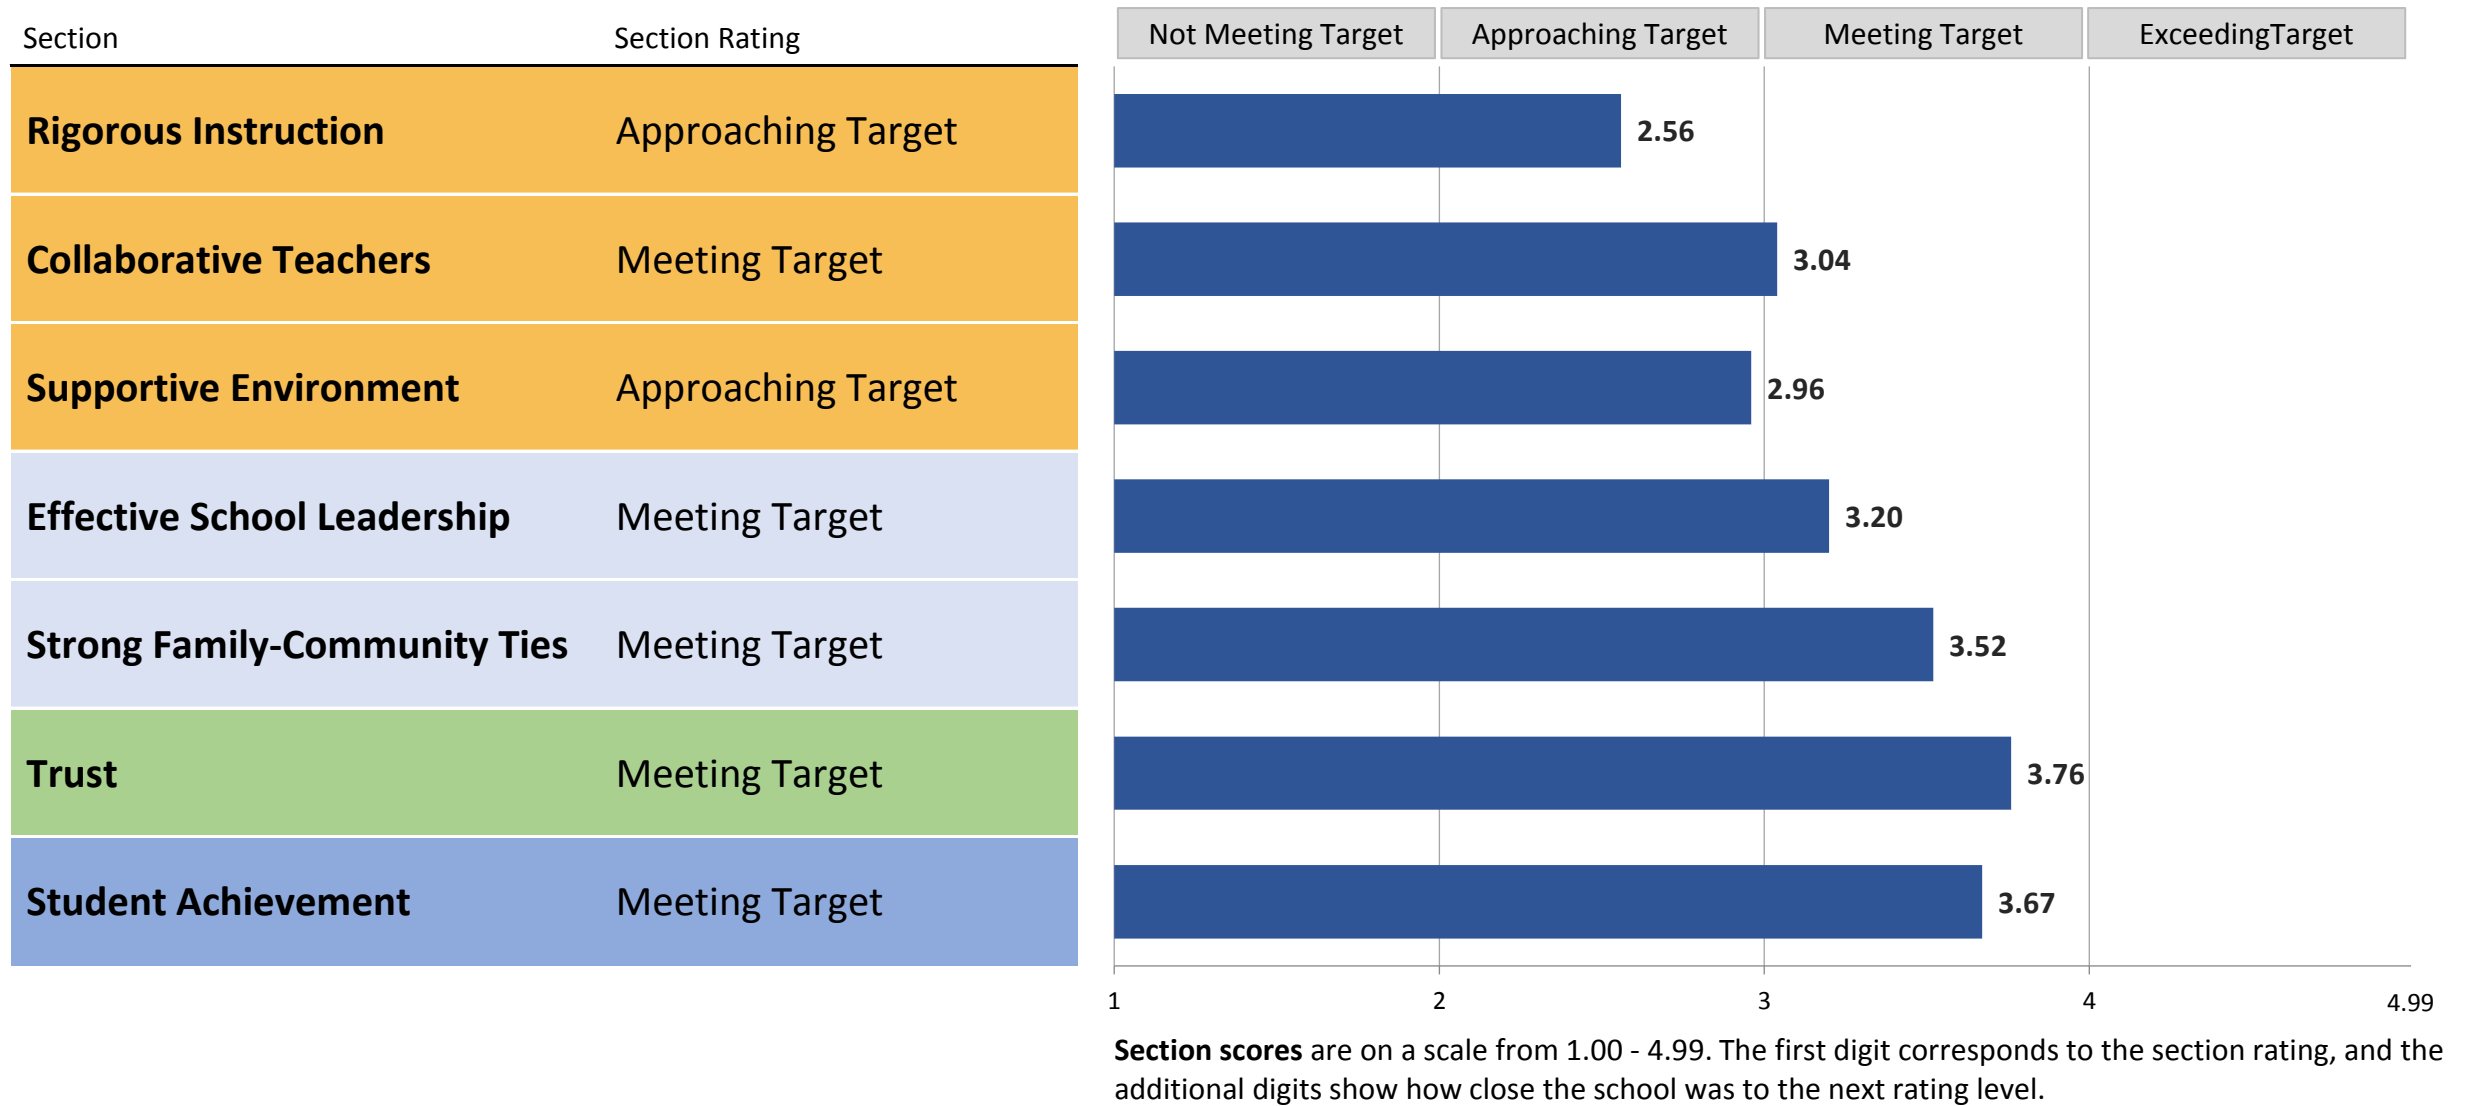 Section Section Rating Not Meeting Target Approaching Target Meeting Target ExceedingTarget
Rigorous Instruction Approaching Target 2.56
Collaborative Teachers Meeting Target 3.04
Supportive Environment Approaching Target 2.96
Effective School Leadership Meeting Target 3.20
Strong Family-Community Ties Meeting Target 3.52
Trust Meeting Target 3.76
Student Achievement Meeting Target 3.67
1 2 3 4 4.99
Section scores are on a scale from 1.00 - 4.99. The first digit corresponds to the section rating, and the
additional digits show how close the school was to the next rating level.